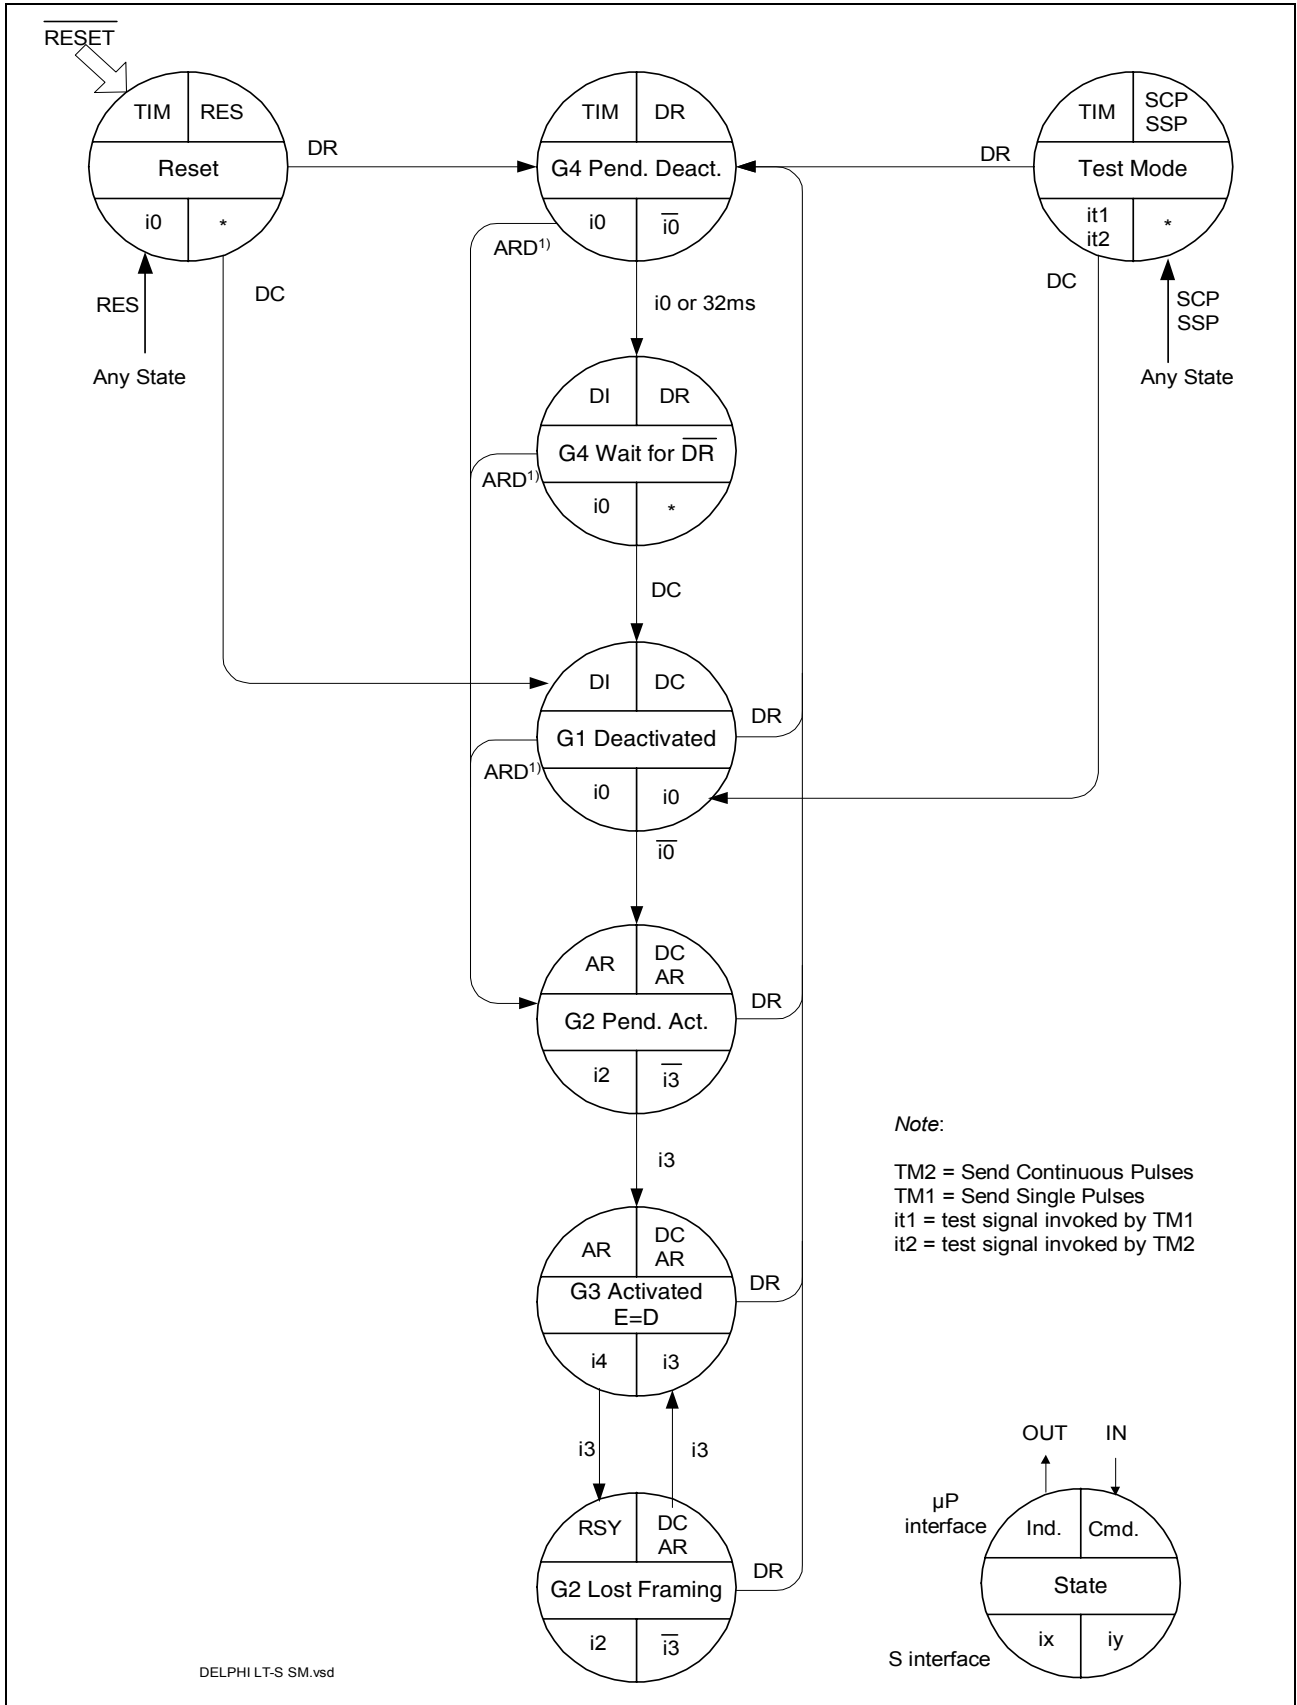 RESET
TIM RES
Reset
i0 *
DR
DC
RES
Any State
TIM DR
G4 Pend. Deact.
i0 i0
ARD1)
i0 or 32ms
TIM SCP
SSP
Test Mode
it1
it2 *
DR
DC
SCP
SSP
Any State
DI DR
G4 Wait for DR
i0 *
ARD1)
DC
DI DC
G1 Deactivated
i0 i0
ARD1)
DR
i0
AR DC
AR
G2 Pend. Act.
i2 i3
DR
i3
AR DC
AR
G3 Activated
E=D
i4 i3
DR
i3 i3
RSY DC
AR
G2 Lost Framing
i2 i3
DR
Note:
TM2 = Send Continuous Pulses
TM1 = Send Single Pulses
it1 = test signal invoked by TM1
it2 = test signal invoked by TM2
OUT IN
µP
interface
Ind. Cmd.
State
ix iy
S interface
DELPHI LT-S SM.vsd